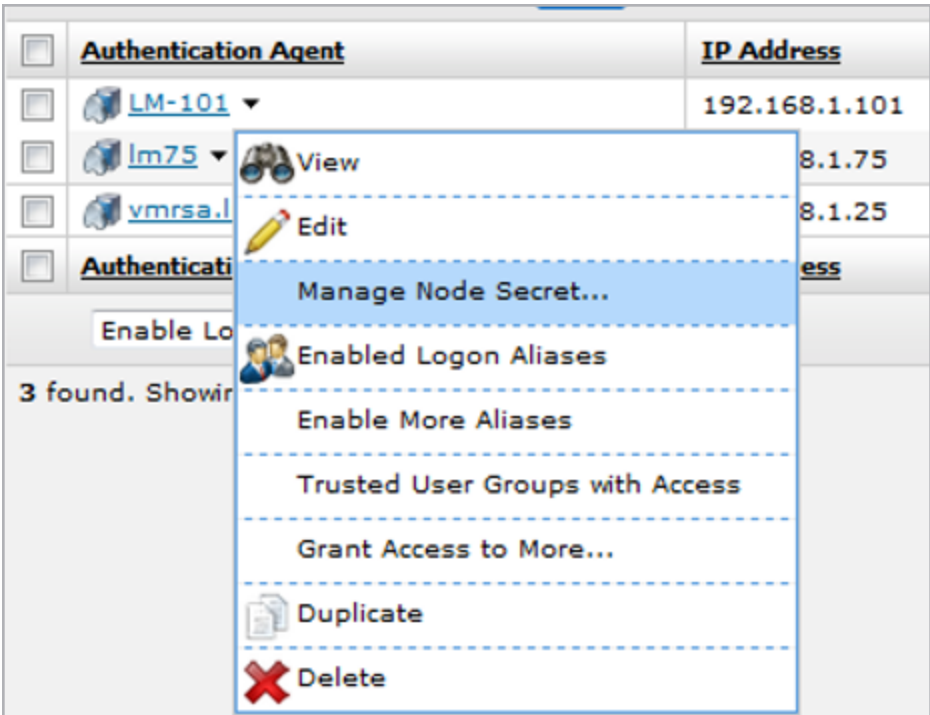 Authentication Agent IP Address
LM-101 192.168.1.101
lm75 8.1.75
View
vmrsa.l 8.1.25
Edit
Authenticati ess
Manage Node Secret...
Enable Lo
Enabled Logon Aliases
3 found. Showin
Enable More Aliases
Trusted User Groups with Access
Grant Access to More...
Duplicate
Delete